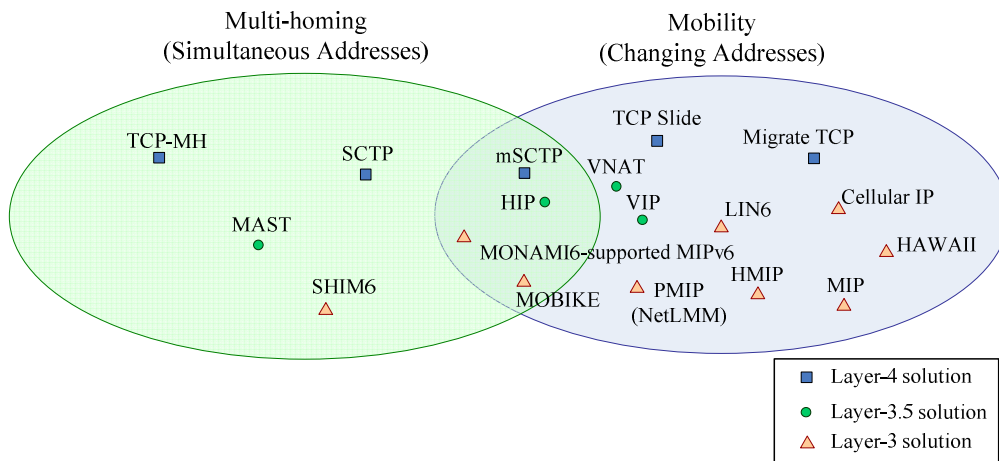 Multi-homing
(Simultaneous Addresses)
Mobility
(Changing Addresses)
TCP-MH
SCTP
mSCTP
TCP Slide
Migrate TCP
VNAT
HIP
VIP
LIN6
Cellular IP
MAST
MONAMI6-supported MIPv6
HAWAII
SHIM6
MOBIKE
PMIP
(NetLMM)
HMIP
MIP
Layer-4 solution
Layer-3.5 solution
Layer-3 solution